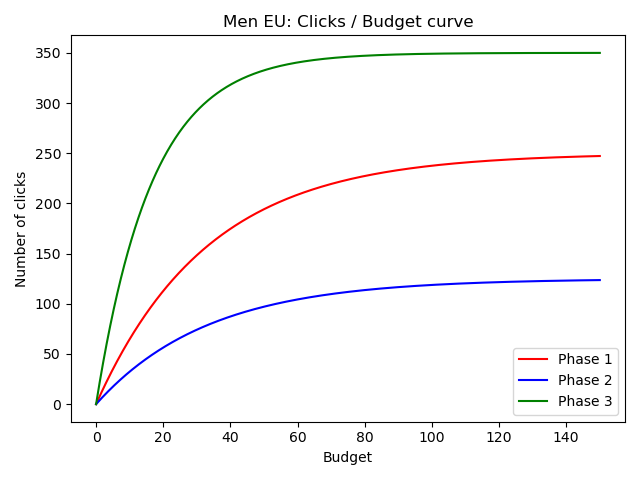 Men EU: Clicks / Budget curve
Number of clicks
350
300
250
200
150
100
50
0
0 20 40 60 80 100 120 140
Budget
Phase 1
Phase 2
Phase 3